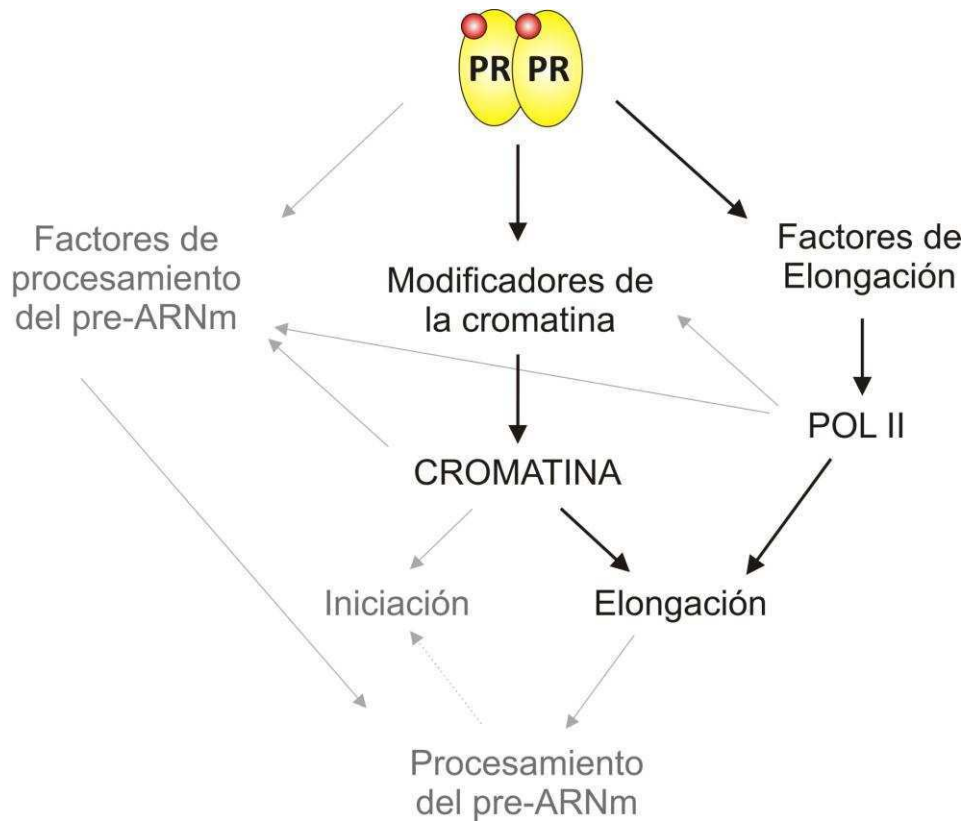 PR PR
Factores de
procesamiento
del pre-ARNm
Modificadores de
la cromatina
Factores de
Elongación
POL II
CROMATINA
Iniciación
Elongación
Procesamiento
del pre-ARNm